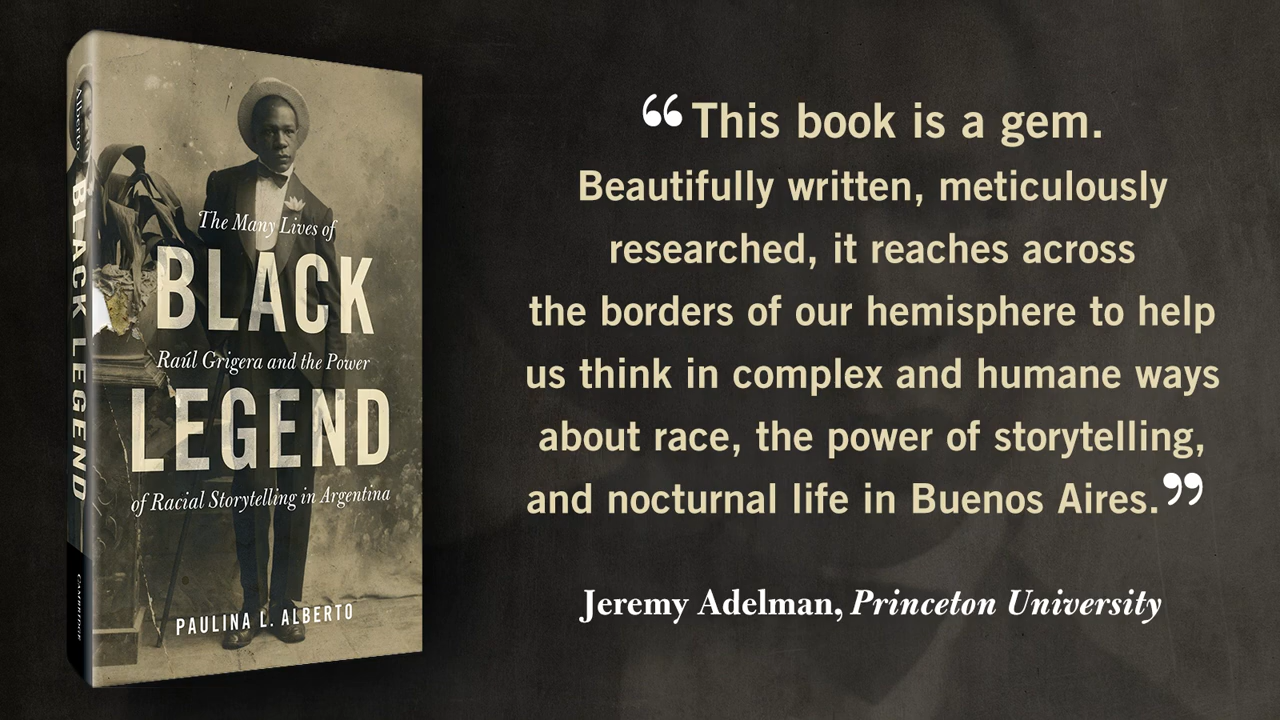 Alberto
BLACK LEGEND
CAMBRIDGE
The Many Lives of
BLACK
Raúl Grigera and the Power
LEGEND
of Racial Storytelling in Argentina
PAULINA L. ALBERTO
“This book is a gem.
Beautifully written, meticulously
researched, it reaches across
the borders of our hemisphere to help
us think in complex and humane ways
about race, the power of storytelling,
and nocturnal life in Buenos Aires.”
Jeremy Adelman, Princeton University